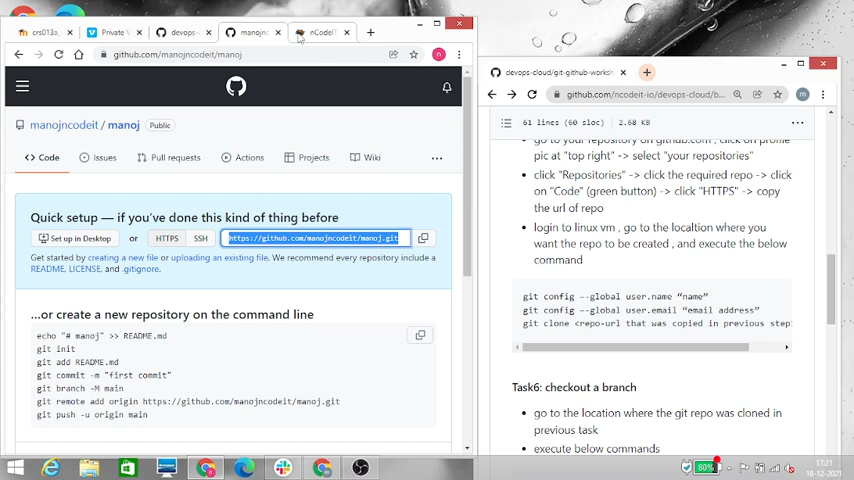 crs013a
Private V
devops-
manojnc
nCodeIT
github.com/manojncodeit/manoj
manojncodeit / manoj Public
Code Issues Pull requests Actions Projects Wiki
Quick setup — if you've done this kind of thing before
Set up in Desktop or HTTPS SSH https://github.com/manojncodeit/manoj.git
Get started by creating a new file or uploading an existing file. We recommend every repository include a
README, LICENSE, and .gitignore.
...or create a new repository on the command line
echo "# manoj" >> README.md
git init
git add README.md
git commit -m "first commit"
git branch -M main
git remote add origin https://github.com/manojncodeit/manoj.git
git push -u origin main
devops-cloud/git-github-worksh
github.com/ncodeit-io/devops-cloud/b...
61 lines (60 sloc) 2.68 KB
go to your repository on github.com , click on profile
pic at "top right" -> select "your repositories"
click "Repositories" -> click the required repo -> click
on "Code" (green button) -> click "HTTPS" -> copy
the url of repo
login to linux vm , go to the localtion where you
want the repo to be created , and execute the below
command
git config --global user.name “name”
git config --global user.email “email address”
git clone <repo-url that was copied in previous step
Task6: checkout a branch
go to the location where the git repo was cloned in
previous task
execute below commands
80%
17:21
18-12-2021